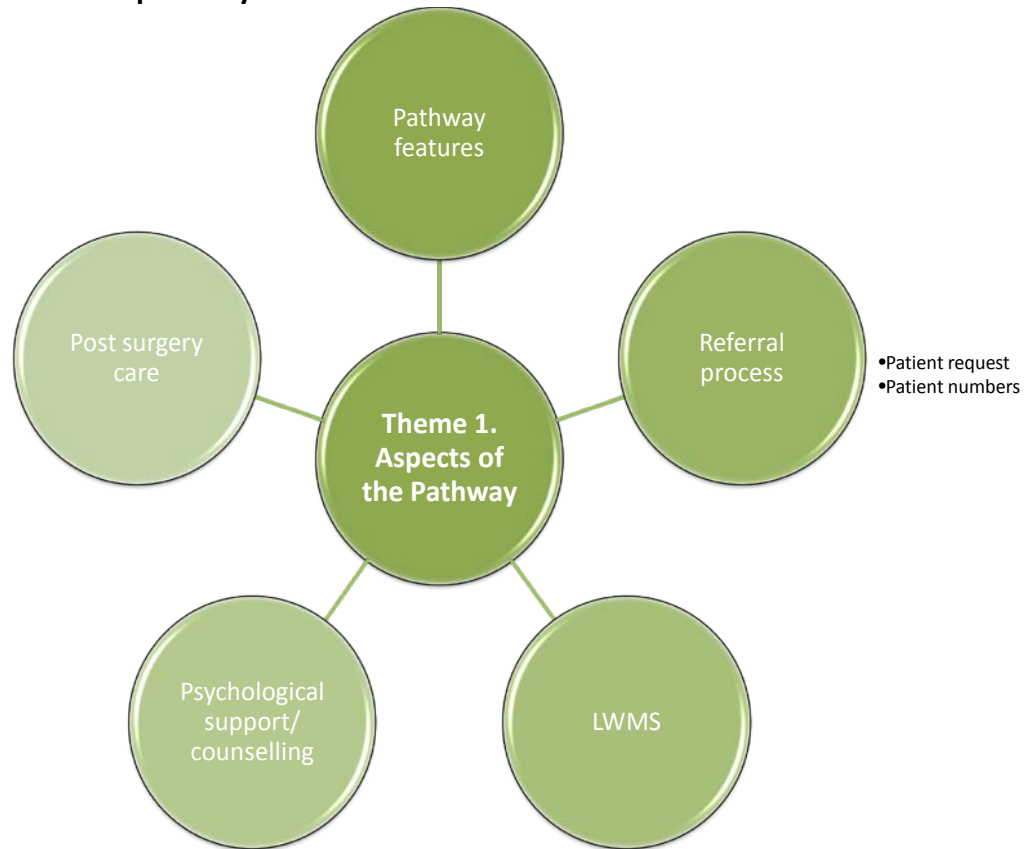 Pathway
features
Post surgery
care
Referral
process
•Patient request
•Patient numbers
Theme 1.
Aspects of
the Pathway
Psychological
support/
counselling
LWMS